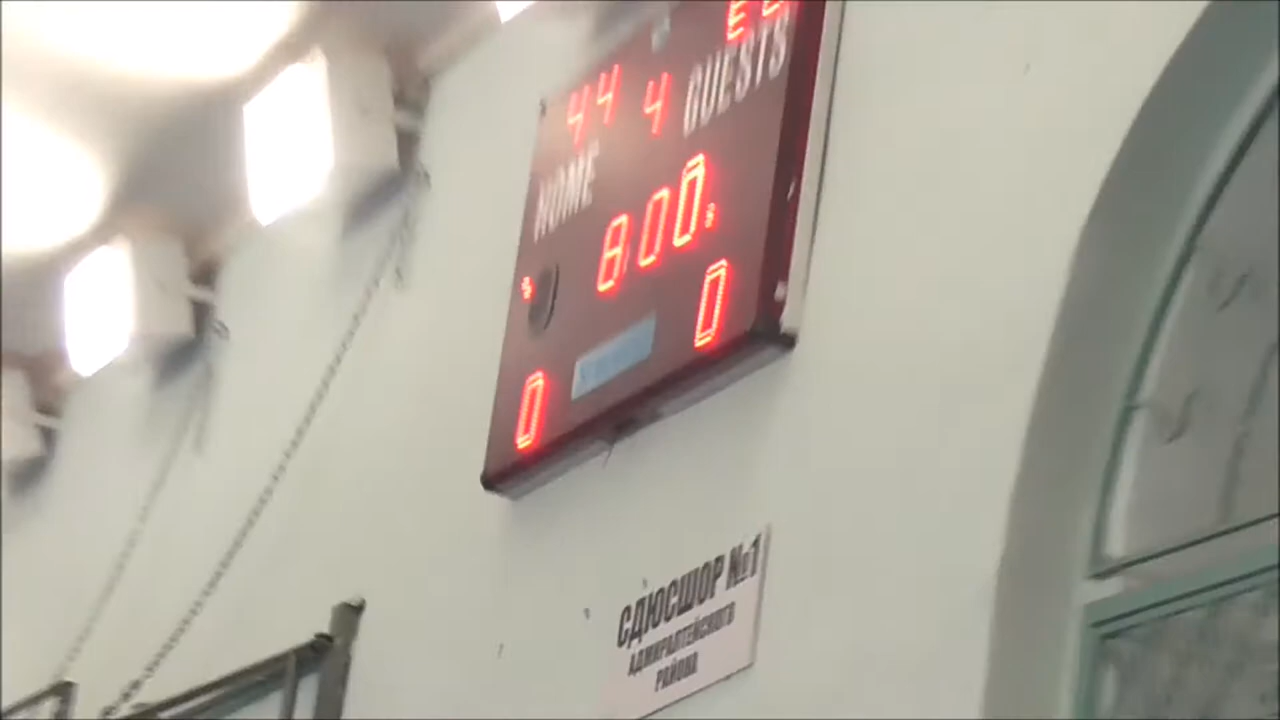 44 4 GUESTS
HOME
8:00
0
0
СДЮСШОР №1
АДМИРАЛТЕЙСКОГО
РАЙОНА